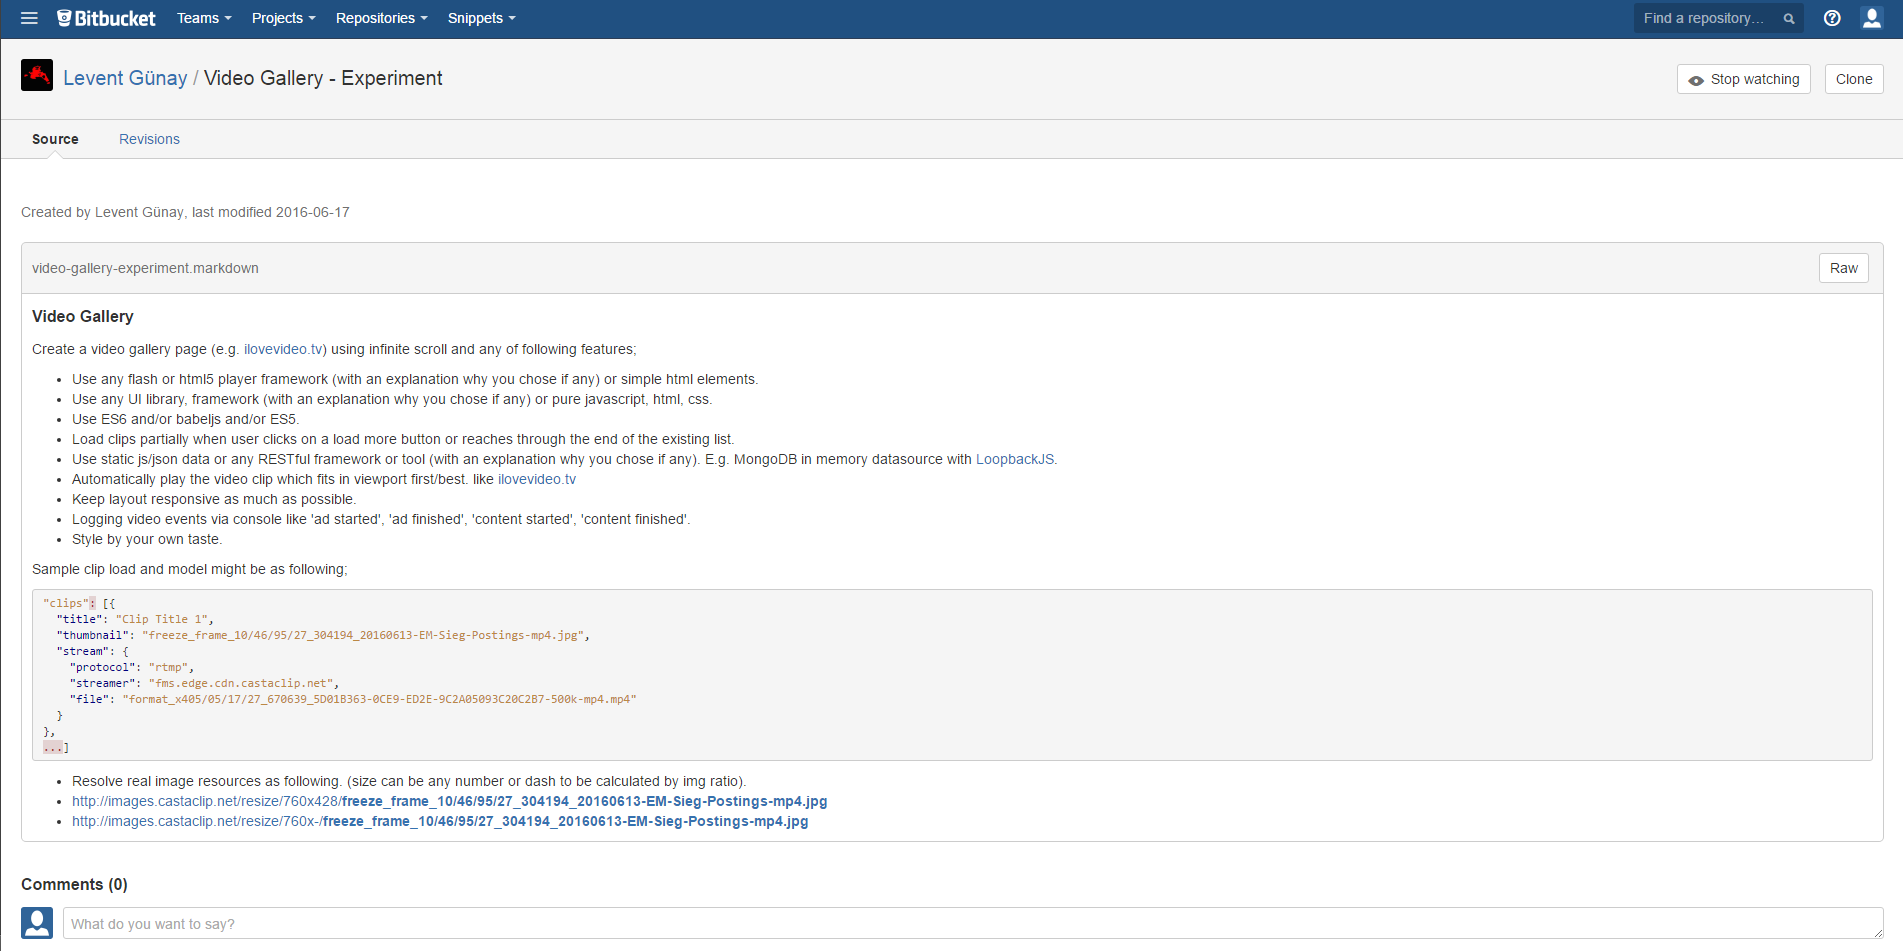 Bitbucket Teams Projects Repositories Snippets Find a repository...
Levent Günay / Video Gallery - Experiment Stop watching Clone
Source Revisions
Created by Levent Günay, last modified 2016-06-17
video-gallery-experiment.markdown Raw
Video Gallery
Create a video gallery page (e.g. ilovevideo.tv) using infinite scroll and any of following features;
• Use any flash or html5 player framework (with an explanation why you chose if any) or simple html elements.
• Use any UI library, framework (with an explanation why you chose if any) or pure javascript, html, css.
• Use ES6 and/or babeljs and/or ES5.
• Load clips partially when user clicks on a load more button or reaches through the end of the existing list.
• Use static js/json data or any RESTful framework or tool (with an explanation why you chose if any). E.g. MongoDB in memory datasource with LoopbackJS.
• Automatically play the video clip which fits in viewport first/best. like ilovevideo.tv
• Keep layout responsive as much as possible.
• Logging video events via console like 'ad started', 'ad finished', 'content started', 'content finished'.
• Style by your own taste.
Sample clip load and model might be as following;
"clips": [{
"title": "Clip Title 1",
"thumbnail": "freeze_frame_10/46/95/27_304194_20160613-EM-Sieg-Postings-mp4.jpg",
"stream": {
"protocol": "rtmp",
"streamer": "fms.edge.cdn.castaclip.net",
"file": "format_x405/05/17/27_670639_5D01B363-0CE9-ED2E-9C2A05093C20C2B7-500k-mp4.mp4"
}
},
...]
• Resolve real image resources as following. (size can be any number or dash to be calculated by img ratio).
• http://images.castaclip.net/resize/760x428/freeze_frame_10/46/95/27_304194_20160613-EM-Sieg-Postings-mp4.jpg
• http://images.castaclip.net/resize/760x-/freeze_frame_10/46/95/27_304194_20160613-EM-Sieg-Postings-mp4.jpg
Comments (0)
What do you want to say?